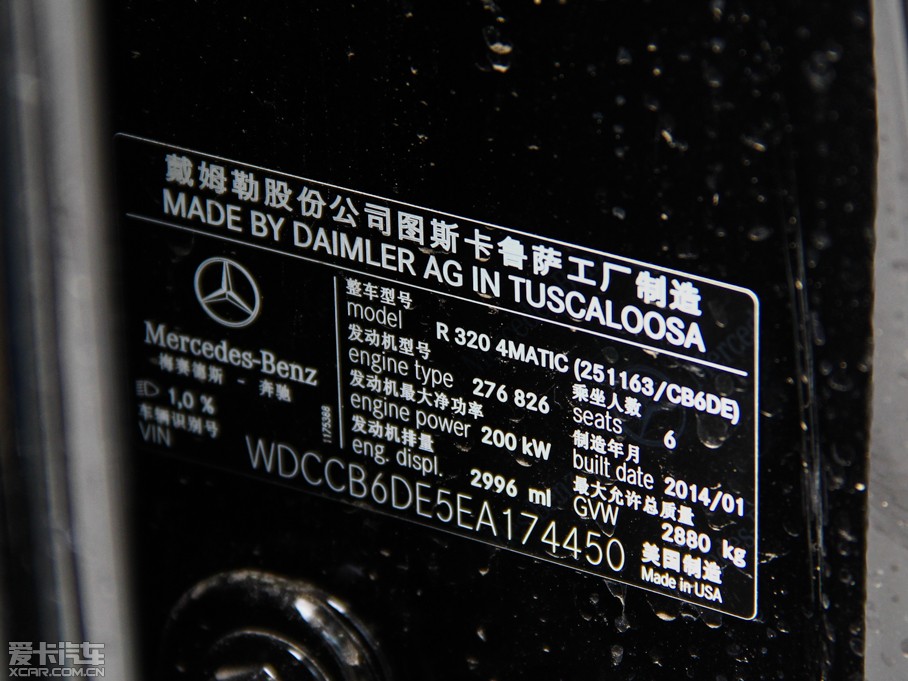 戴姆勒股份公司图斯卡鲁萨工厂制造
MADE BY DAIMLER AG IN TUSCALOOSA
Mercedes-Benz
梅赛德斯 - 奔驰
1,0 %
车辆识别号
VIN
1175368
整车型号
model R 320 4MATIC (251163/CB6DE)
发动机型号
engine type 276 826
发动机最大净功率
engine power 200 kW
发动机排量
eng. displ. 2996 ml
乘坐人数
seats 6
制造年月
built date 2014/01
最大允许总质量
GVW 2880 kg
WDCCB6DE5EA174450
美国制造
Made in USA
爱卡汽车
XCAR.COM.CN